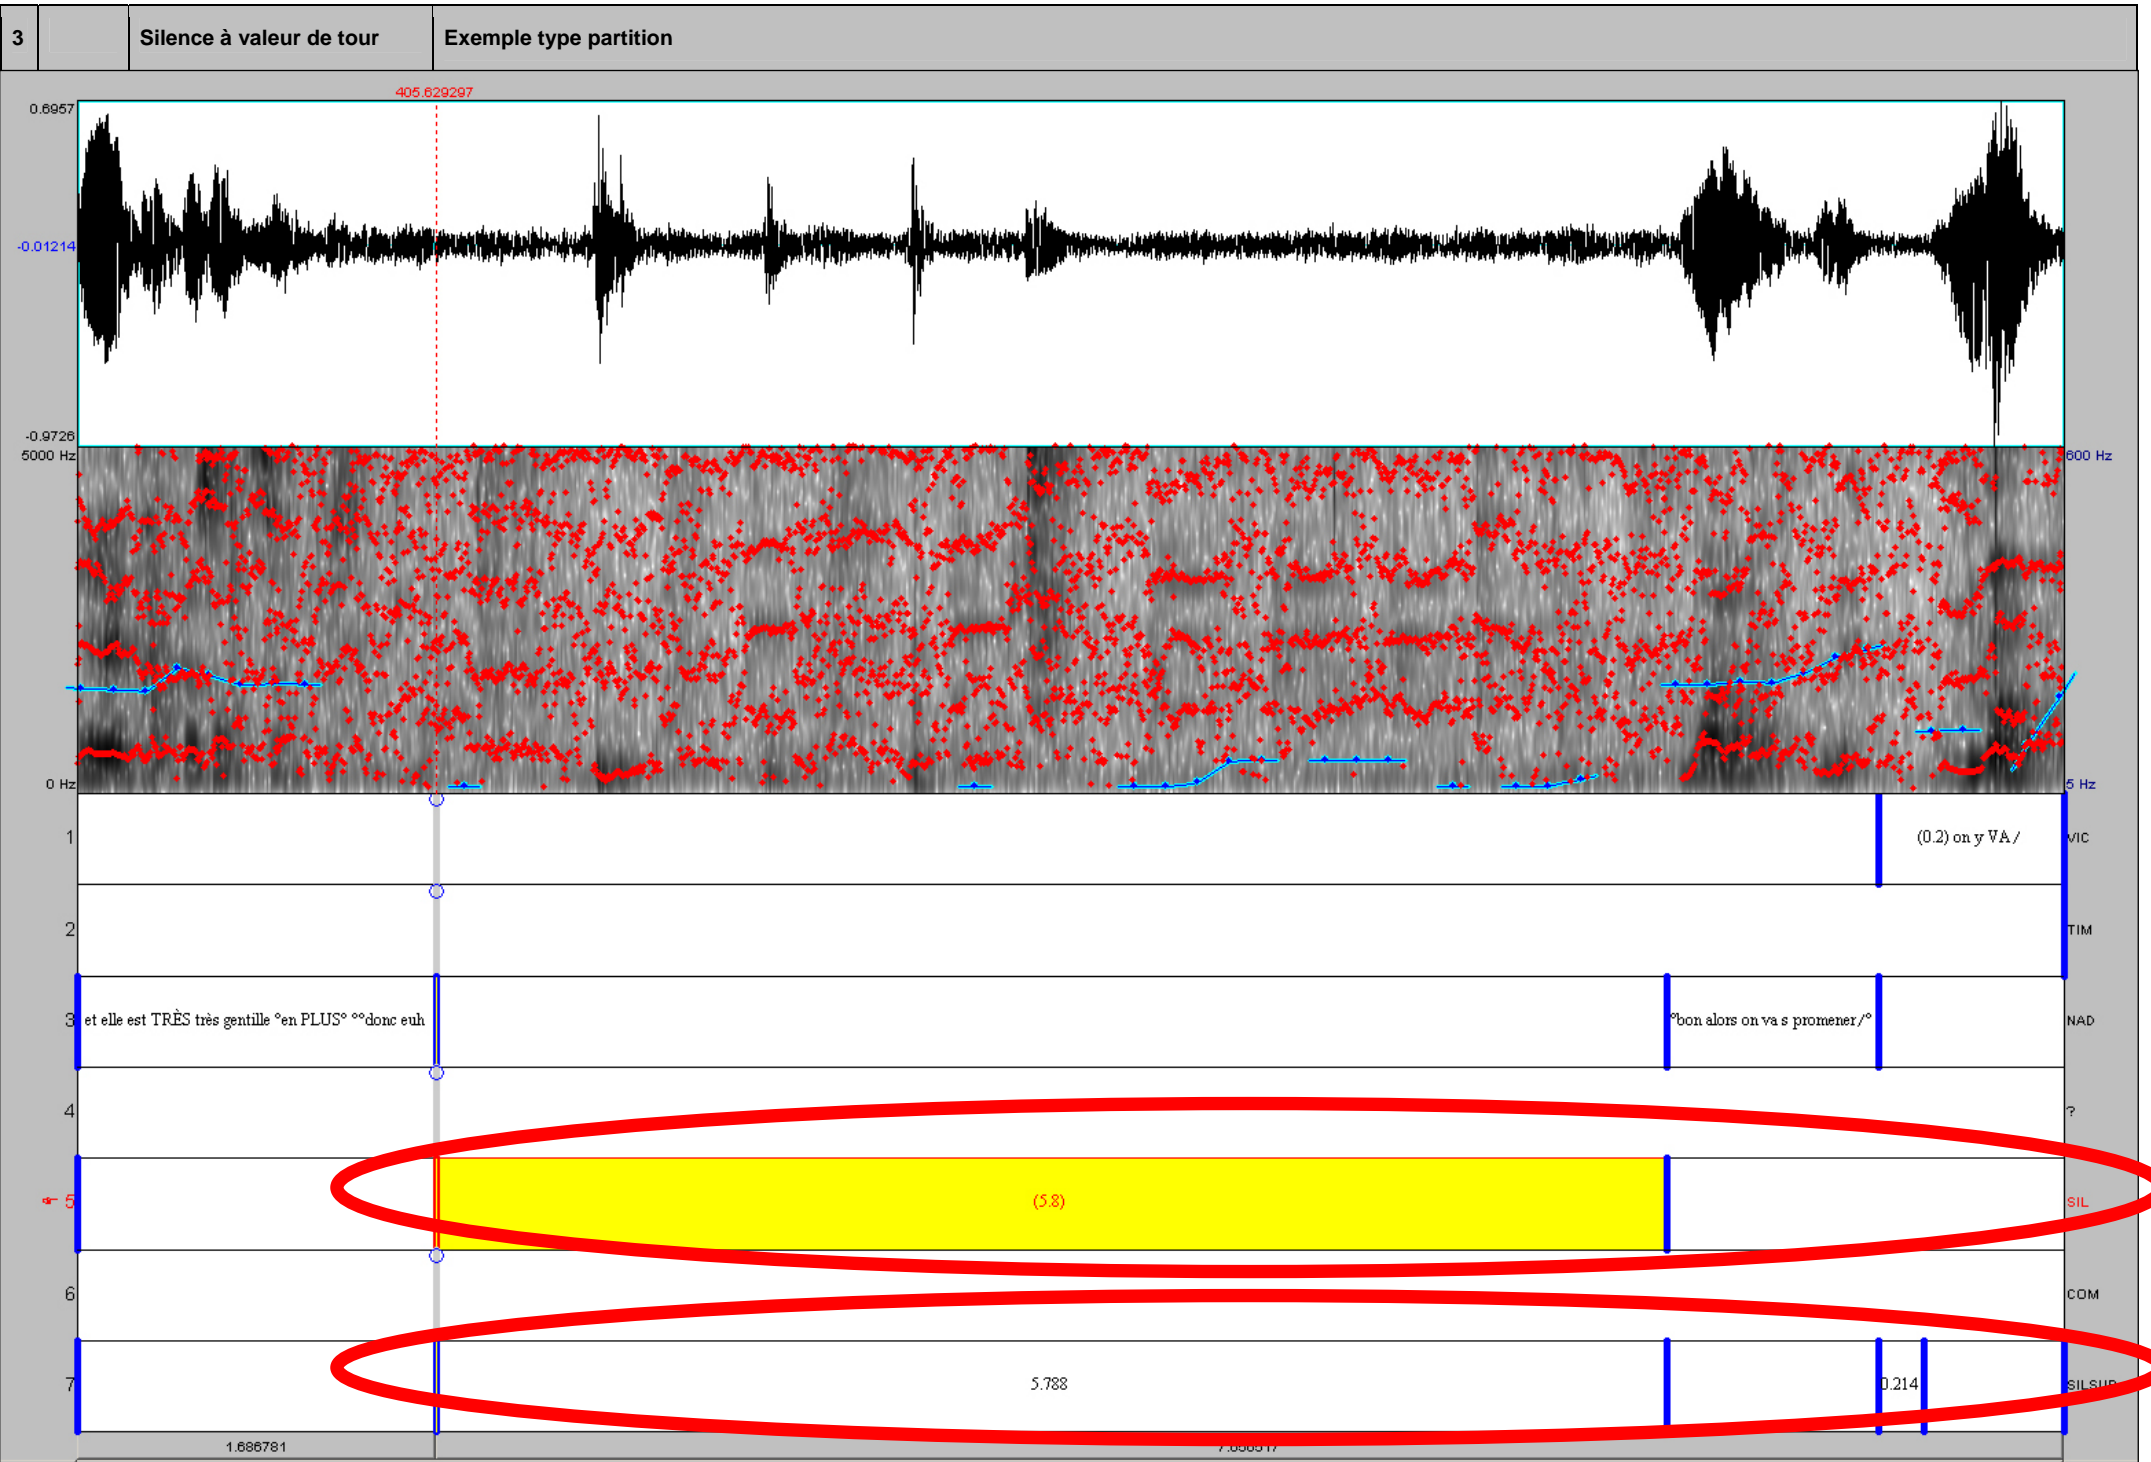 3 Silence à valeur de tour Exemple type partition
405.629297
0.6957
-0.01214
-0.9726
5000 Hz 600 Hz
0 Hz 5 Hz
1 (0.2) on y VA/ VIC
2 TIM
3 et elle est TRÈS très gentille °en PLUS° °°donc euh °bon alors on va s promener/° NAD
4 ?
5 (5.8) SIL
6 COM
7 5.788 0.214
1.686781